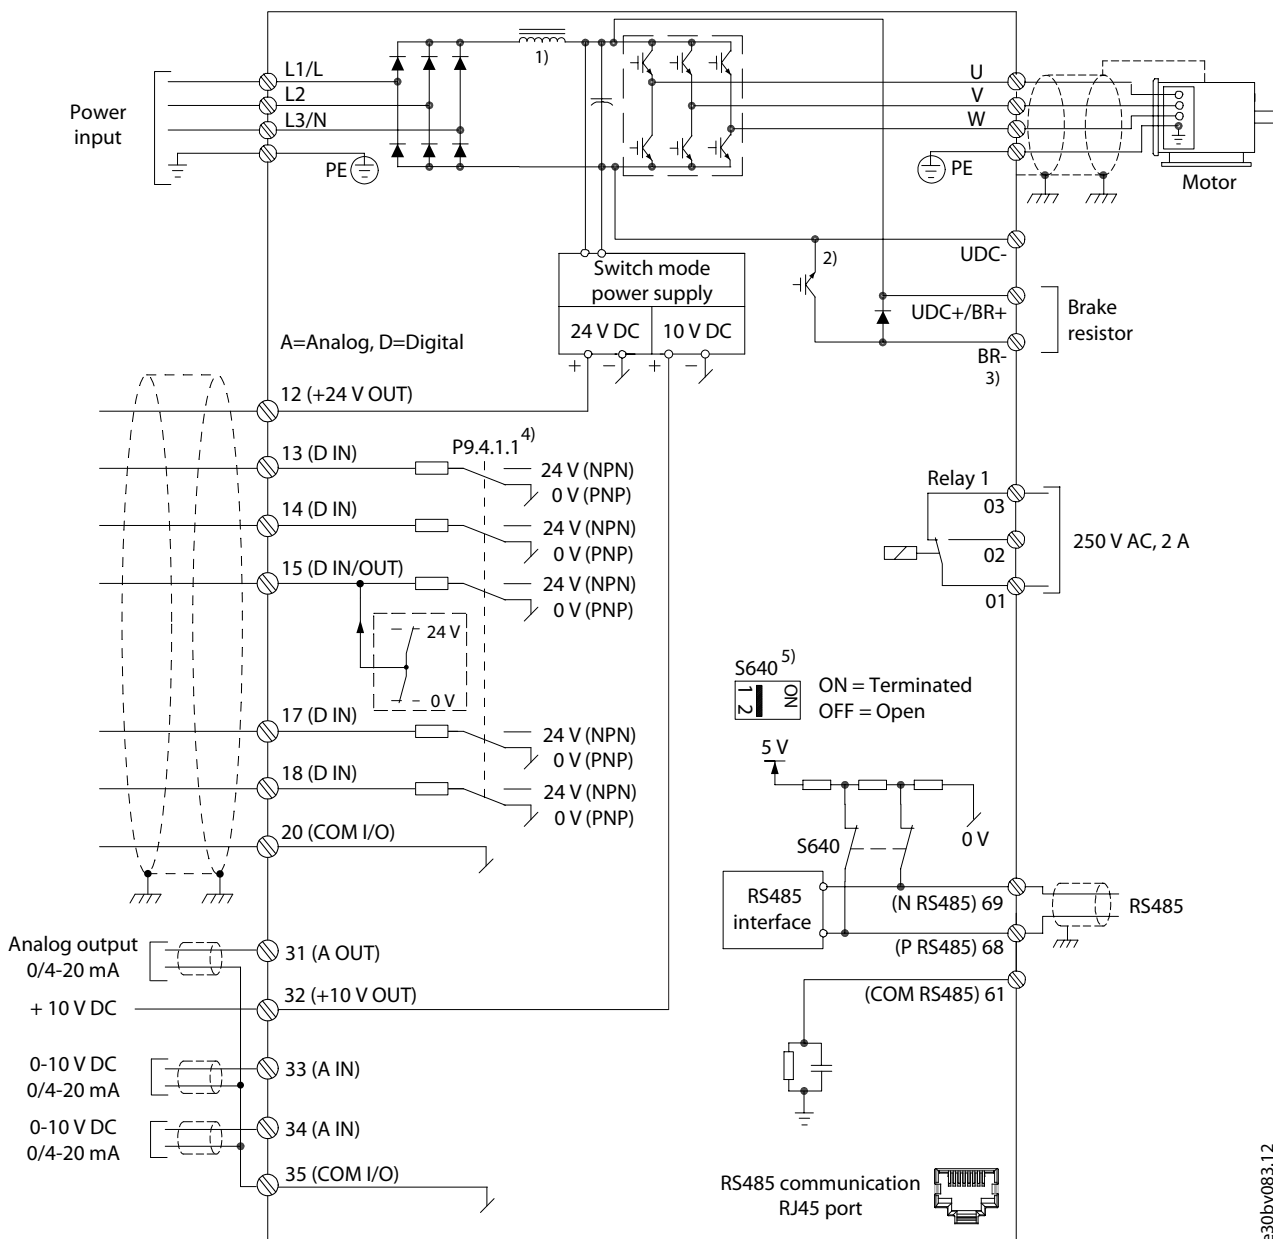 Power
input
L1/L
L2
L3/N
PE
1)
U
V
W
PE
Motor
UDC-
2)
UDC+/BR+
BR-
3)
Brake
resistor
Switch mode
power supply
24 V DC
10 V DC
+
−
+
−
A=Analog, D=Digital
12 (+24 V OUT)
13 (D IN)
P9.4.1.1 4)
24 V (NPN)
0 V (PNP)
14 (D IN)
24 V (NPN)
0 V (PNP)
15 (D IN/OUT)
24 V (NPN)
0 V (PNP)
24 V
0 V
17 (D IN)
24 V (NPN)
0 V (PNP)
18 (D IN)
24 V (NPN)
0 V (PNP)
20 (COM I/O)
Relay 1
03
02
01
250 V AC, 2 A
S640 5)
1 2
ON
ON = Terminated
OFF = Open
5 V
0 V
S640
RS485
interface
(N RS485) 69
(P RS485) 68
RS485
(COM RS485) 61
Analog output
0/4-20 mA
31 (A OUT)
+ 10 V DC
32 (+10 V OUT)
0-10 V DC
0/4-20 mA
33 (A IN)
0-10 V DC
0/4-20 mA
34 (A IN)
35 (COM I/O)
RS485 communication
RJ45 port
e30bv083.12